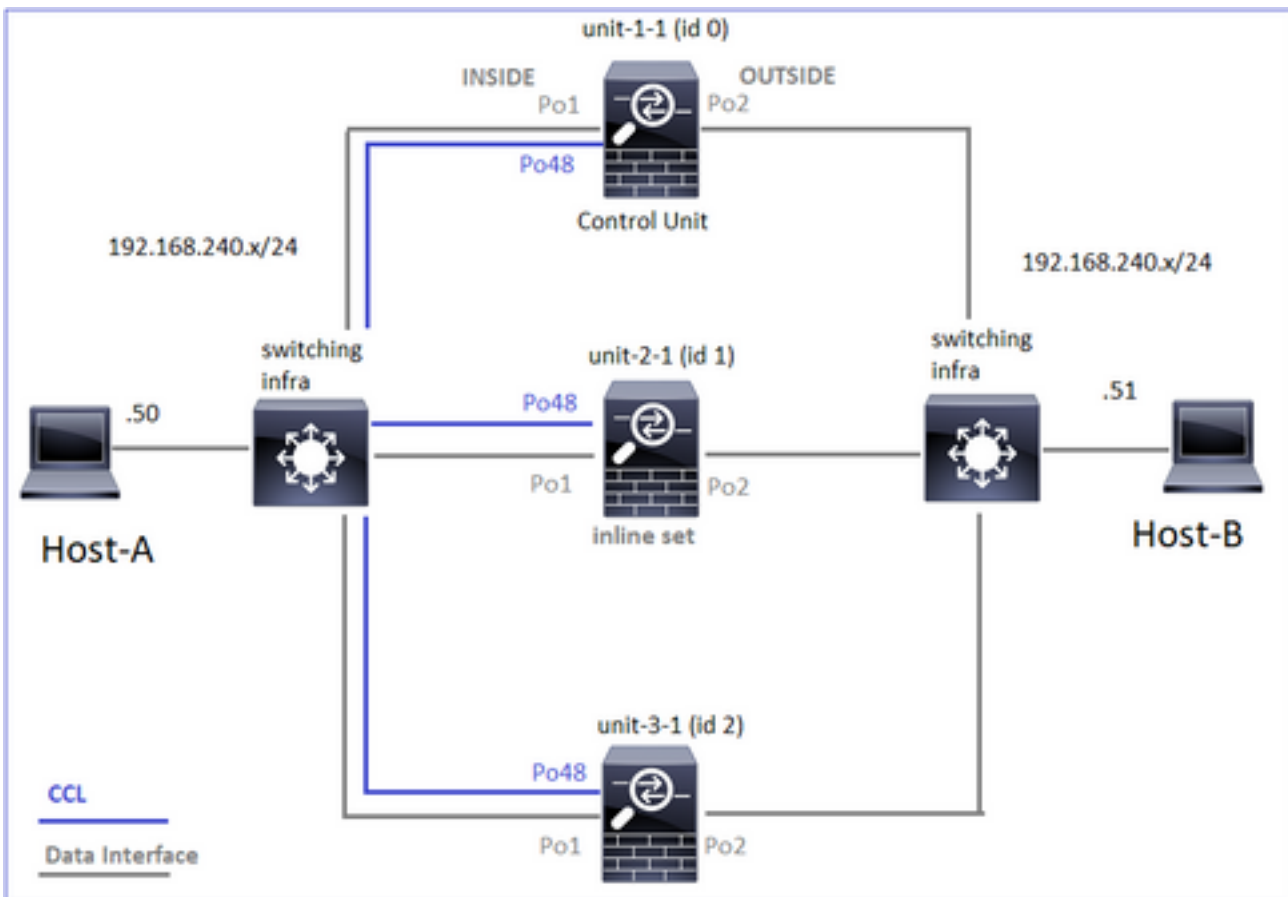 unit-1-1 (id 0)
INSIDE
OUTSIDE
Po1
Po2
Po48
Control Unit
192.168.240.x/24
192.168.240.x/24
switching
infra
unit-2-1 (id 1)
switching
infra
.50
Po48
.51
Po1
Po2
inline set
Host-A
Host-B
unit-3-1 (id 2)
Po48
CCL
Po1
Po2
Data Interface